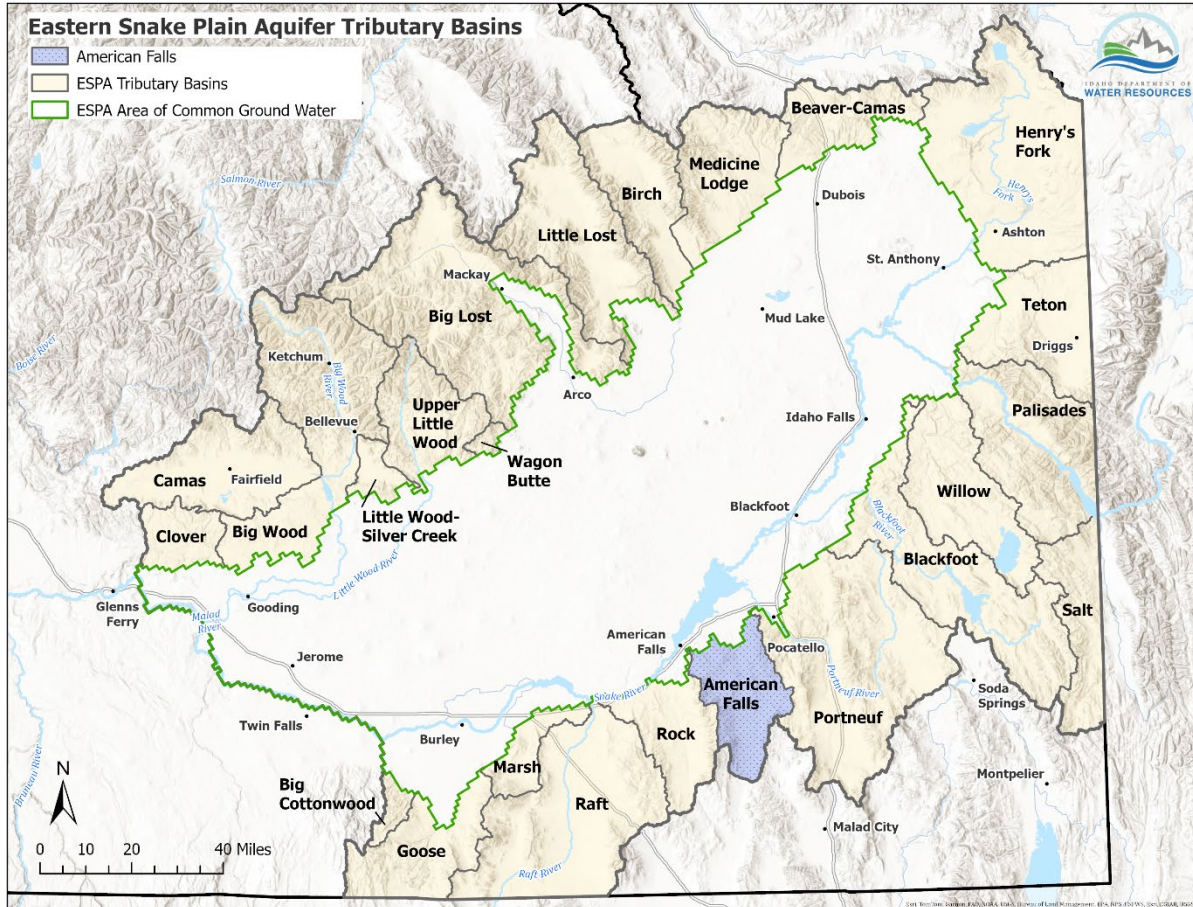 Eastern Snake Plain Aquifer Tributary Basins
American Falls
ESPA Tributary Basins
ESPA Area of Common Ground Water
IDAHO DEPARTMENT OF
WATER RESOURCES
Beaver-Camas
Henry's
Fork
Medicine
Lodge
Birch
Salmon River
Henry's
Fork
Dubois
Little Lost
Ashton
St. Anthony
Mackay
Big Lost
Mud Lake
Teton
Driggs
Boise River
Ketchum
Big Wood
River
Arco
Upper
Little
Wood
Idaho Falls
Palisades
Bellevue
Wagon
Butte
Camas
Fairfield
Willow
Little Wood-
Silver Creek
Blackfoot
Blackfoot
River
Clover
Big Wood
Blackfoot
Little Wood River
Glenns
Ferry
Gooding
Malad
River
Salt
American
Falls
Pocatello
Jerome
American
Falls
Portneuf River
Soda
Springs
Snake River
Twin Falls
Burley
Rock
Portneuf
Bruneau River
Marsh
Montpelier
N
Big
Cottonwood
Raft
Malad City
Goose
Raft River
0 10 20 40 Miles